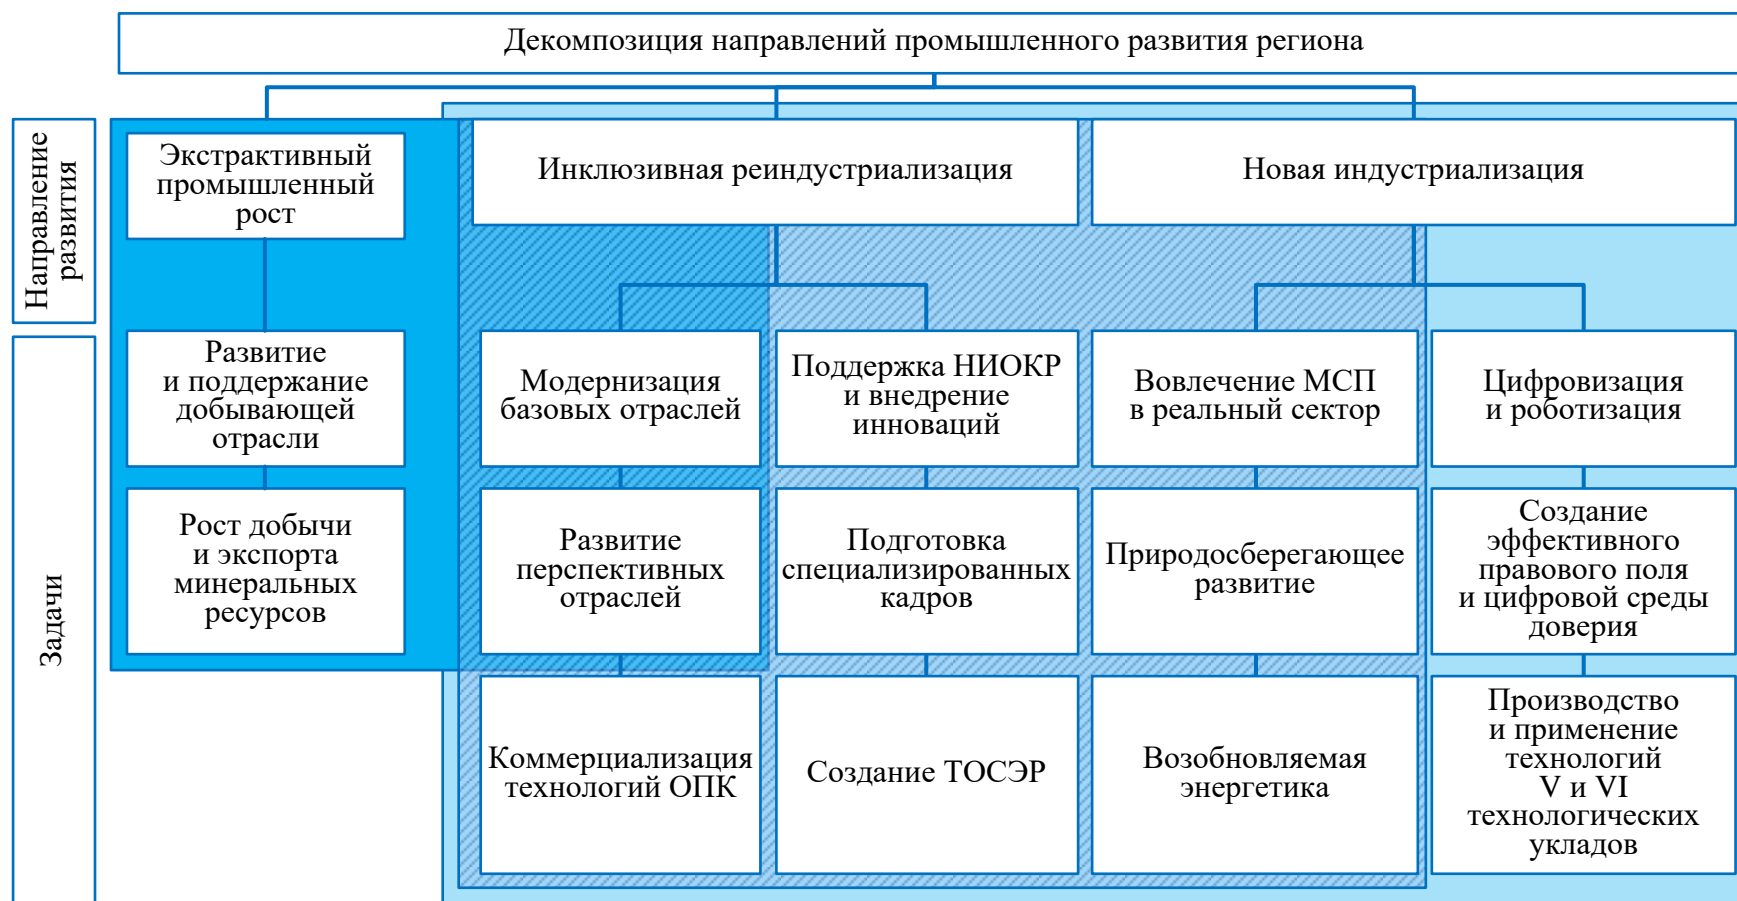 Декомпозиция направлений промышленного развития региона
Направление
развития
Экстрактивный
промышленный
рост
Инклюзивная реиндустриализация
Новая индустриализация
Задачи
Развитие
и поддержание
добывающей
отрасли
Модернизация
базовых отраслей
Поддержка НИОКР
и внедрение
инноваций
Вовлечение МСП
в реальный сектор
Цифровизация
и роботизация
Рост добычи
и экспорта
минеральных
ресурсов
Развитие
перспективных
отраслей
Подготовка
специализированных
кадров
Природосберегающее
развитие
Создание
эффективного
правового поля
и цифровой среды
доверия
Коммерциализация
технологий ОПК
Создание ТОСЭР
Возобновляемая
энергетика
Производство
и применение
технологий
V и VI
технологических
укладов